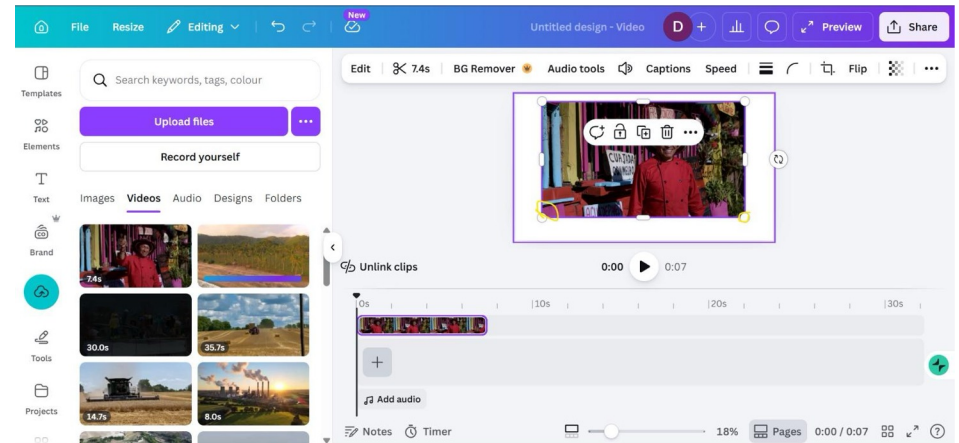 File Resize Editing New Untitled design - Video D + Preview Share
Templates
Elements
Text
Brand
Tools
Projects
Search keywords, tags, colour
Upload files
Record yourself
Images Videos Audio Designs Folders
7.4s
30.0s 35.7s
14.7s 8.0s
Edit 7.4s BG Remover Audio tools Captions Speed Flip
Unlink clips 0:00 0:07
0s 10s 20s 30s
+
Add audio
Notes Timer 18% Pages 0:00 / 0:07